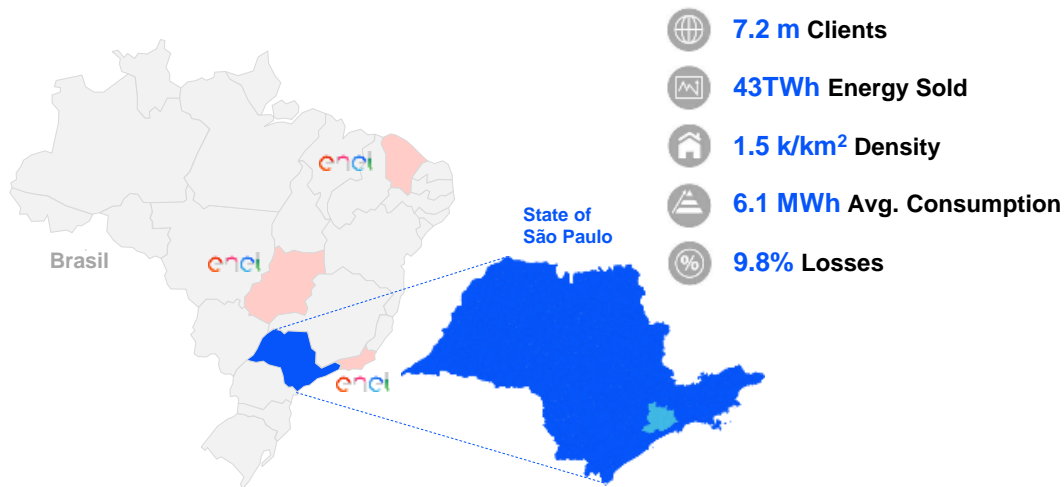 7.2 m Clients
43TWh Energy Sold
1.5 k/km² Density
6.1 MWh Avg. Consumption
9.8% Losses
enel
enel
enel
Brasil
State of
São Paulo
%